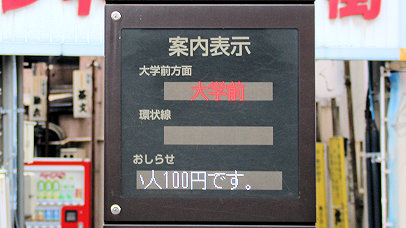 案内表示
大学前方面
大学前
環状線
おしらせ
人100円です。